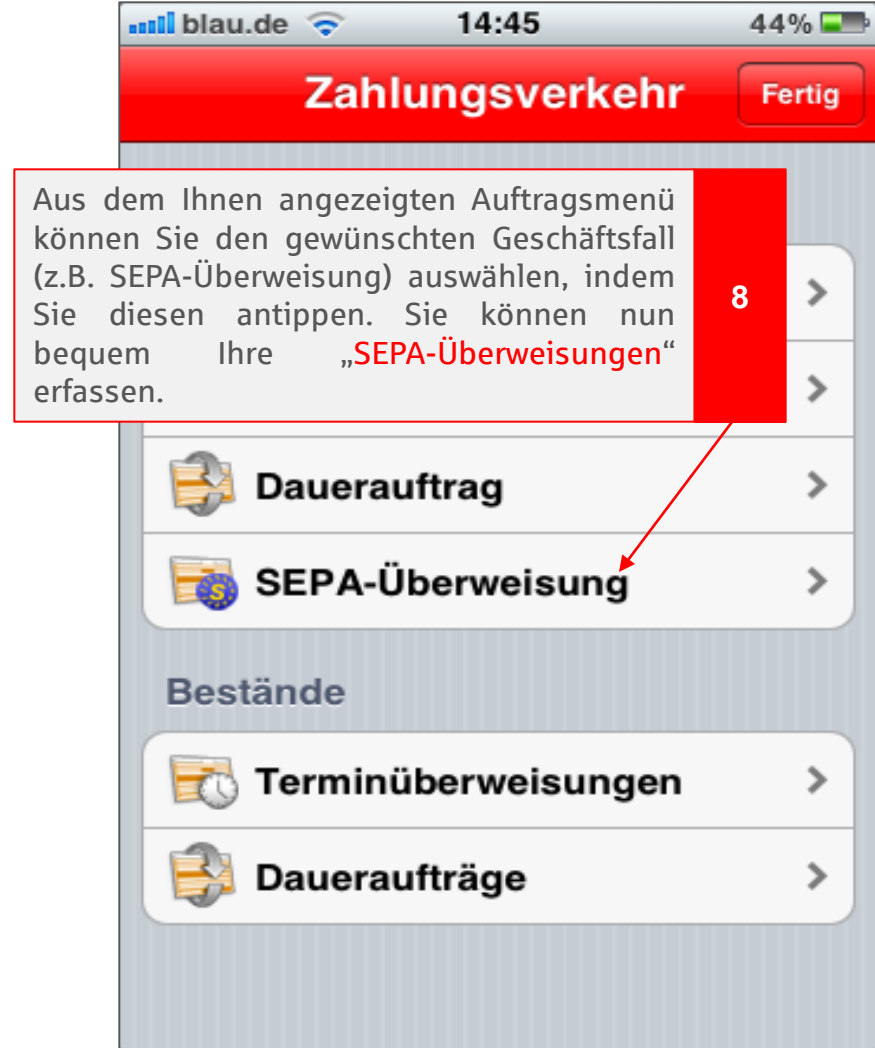 blau.de 14:45 44%
Zahlungsverkehr Fertig
Aus dem Ihnen angezeigten Auftragsmenü
können Sie den gewünschten Geschäftsfall
(z.B. SEPA-Überweisung) auswählen, indem
Sie diesen antippen. Sie können nun
bequem Ihre „SEPA-Überweisungen“
erfassen.
8
Dauerauftrag
SEPA-Überweisung
Bestände
Terminüberweisungen
Daueraufträge